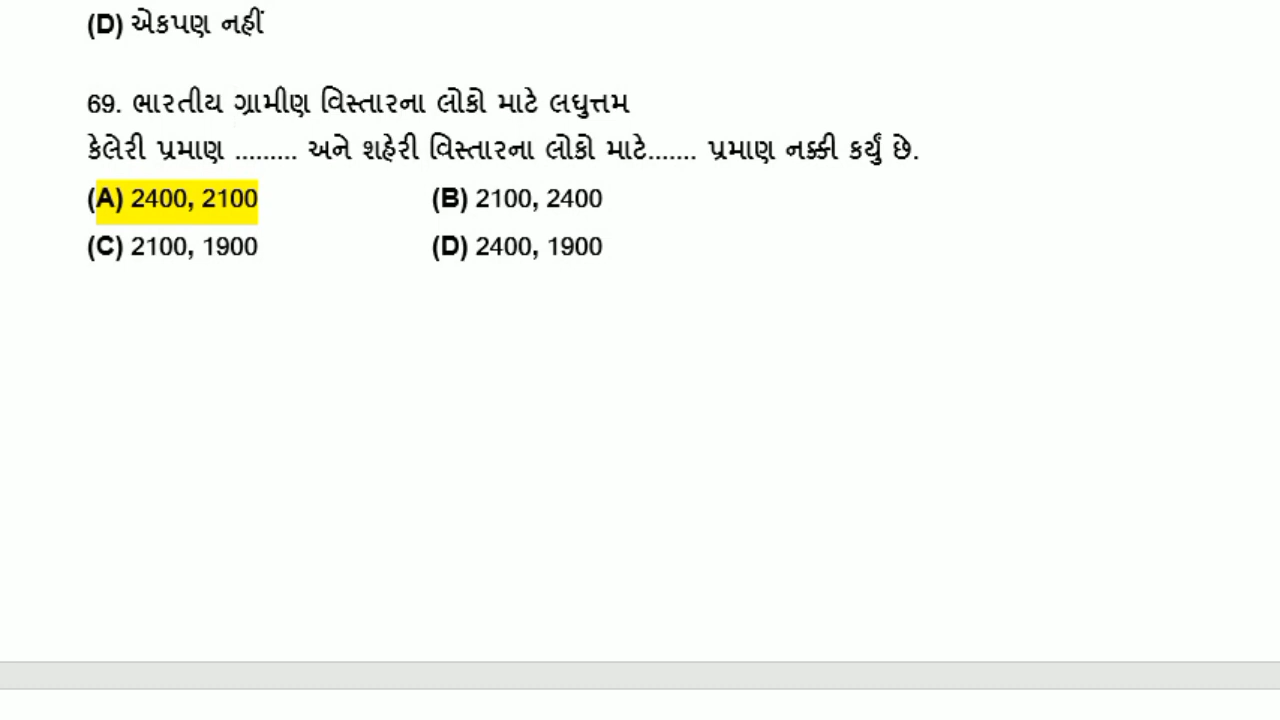 (D) એકપણ નહીં
69. ભારતીય ગ્રામીણ વિસ્તારના લોકો માટે લઘુત્તમ
કેલેરી પ્રમાણ ......... અને શહેરી વિસ્તારના લોકો માટે....... પ્રમાણ નક્કી કર્યું છે.
(A) 2400, 2100 (B) 2100, 2400
(C) 2100, 1900 (D) 2400, 1900